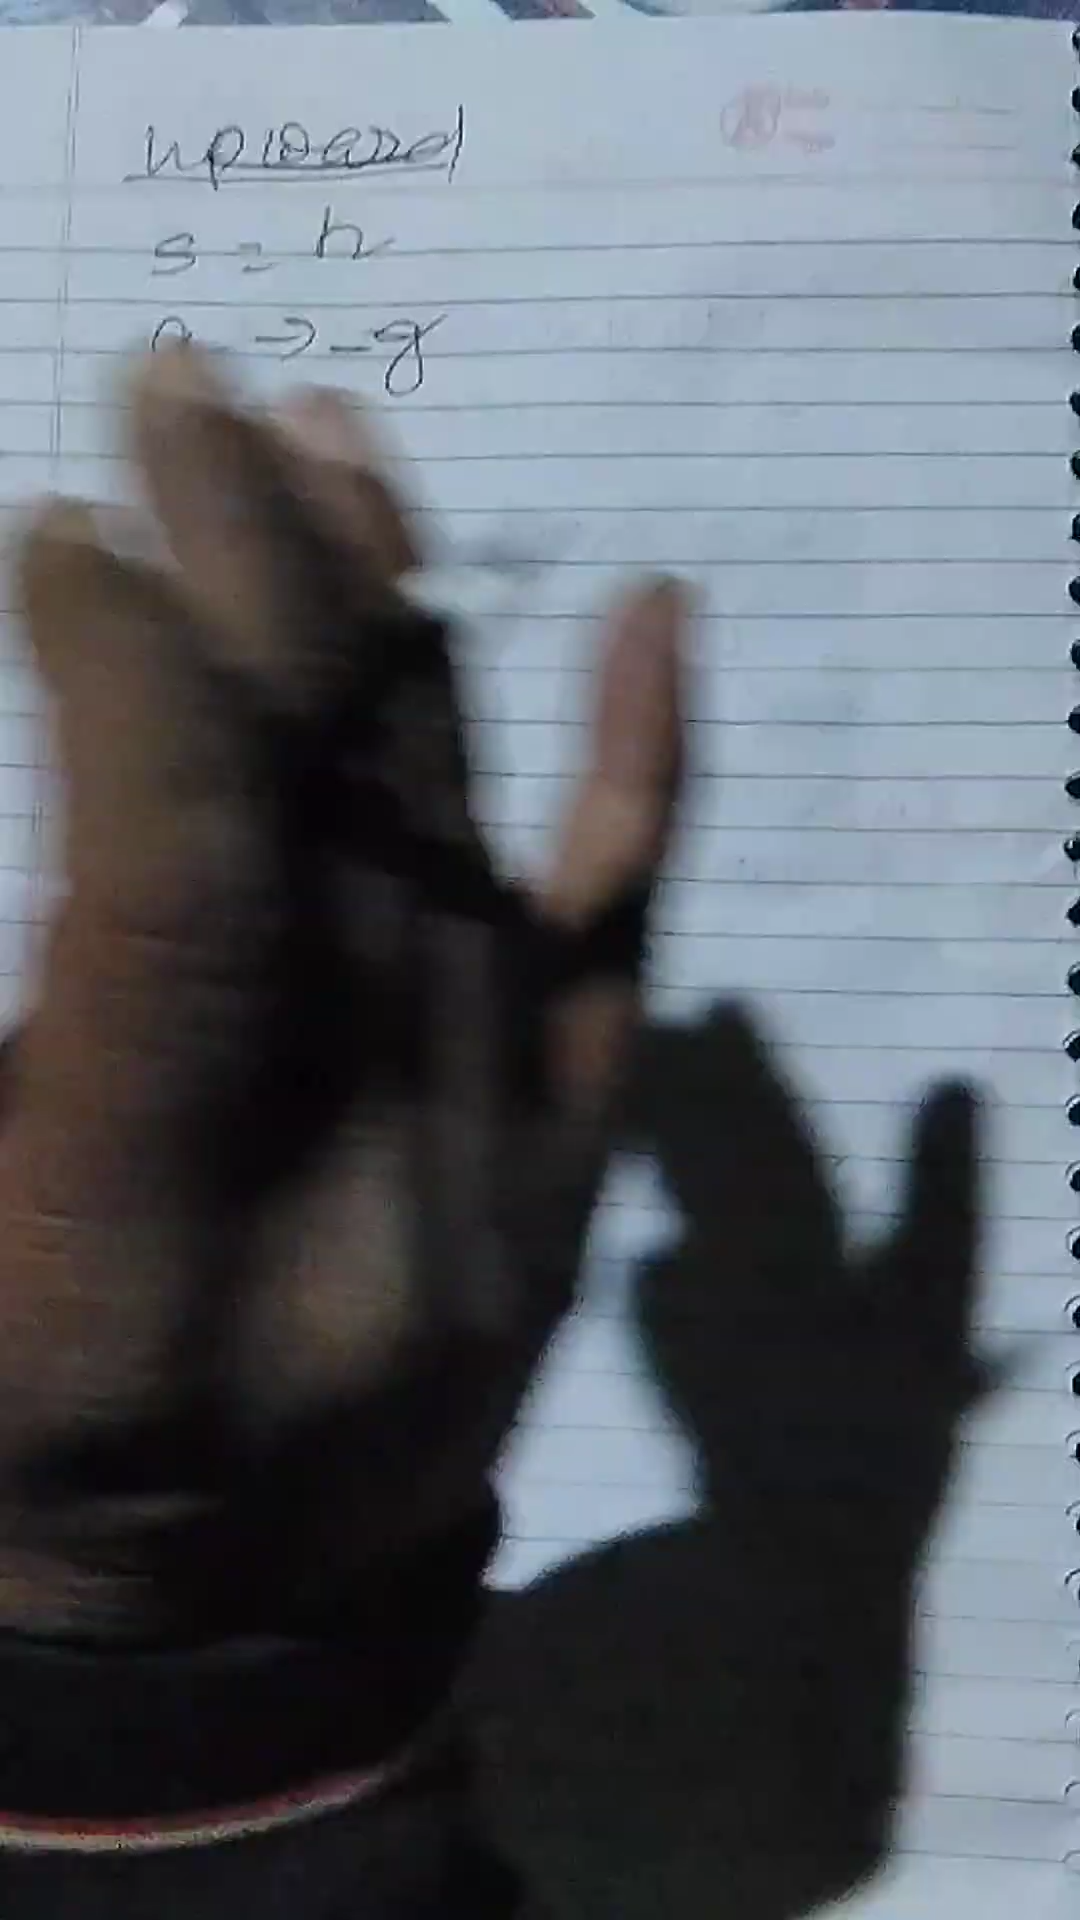 upward
s = h
a → -g